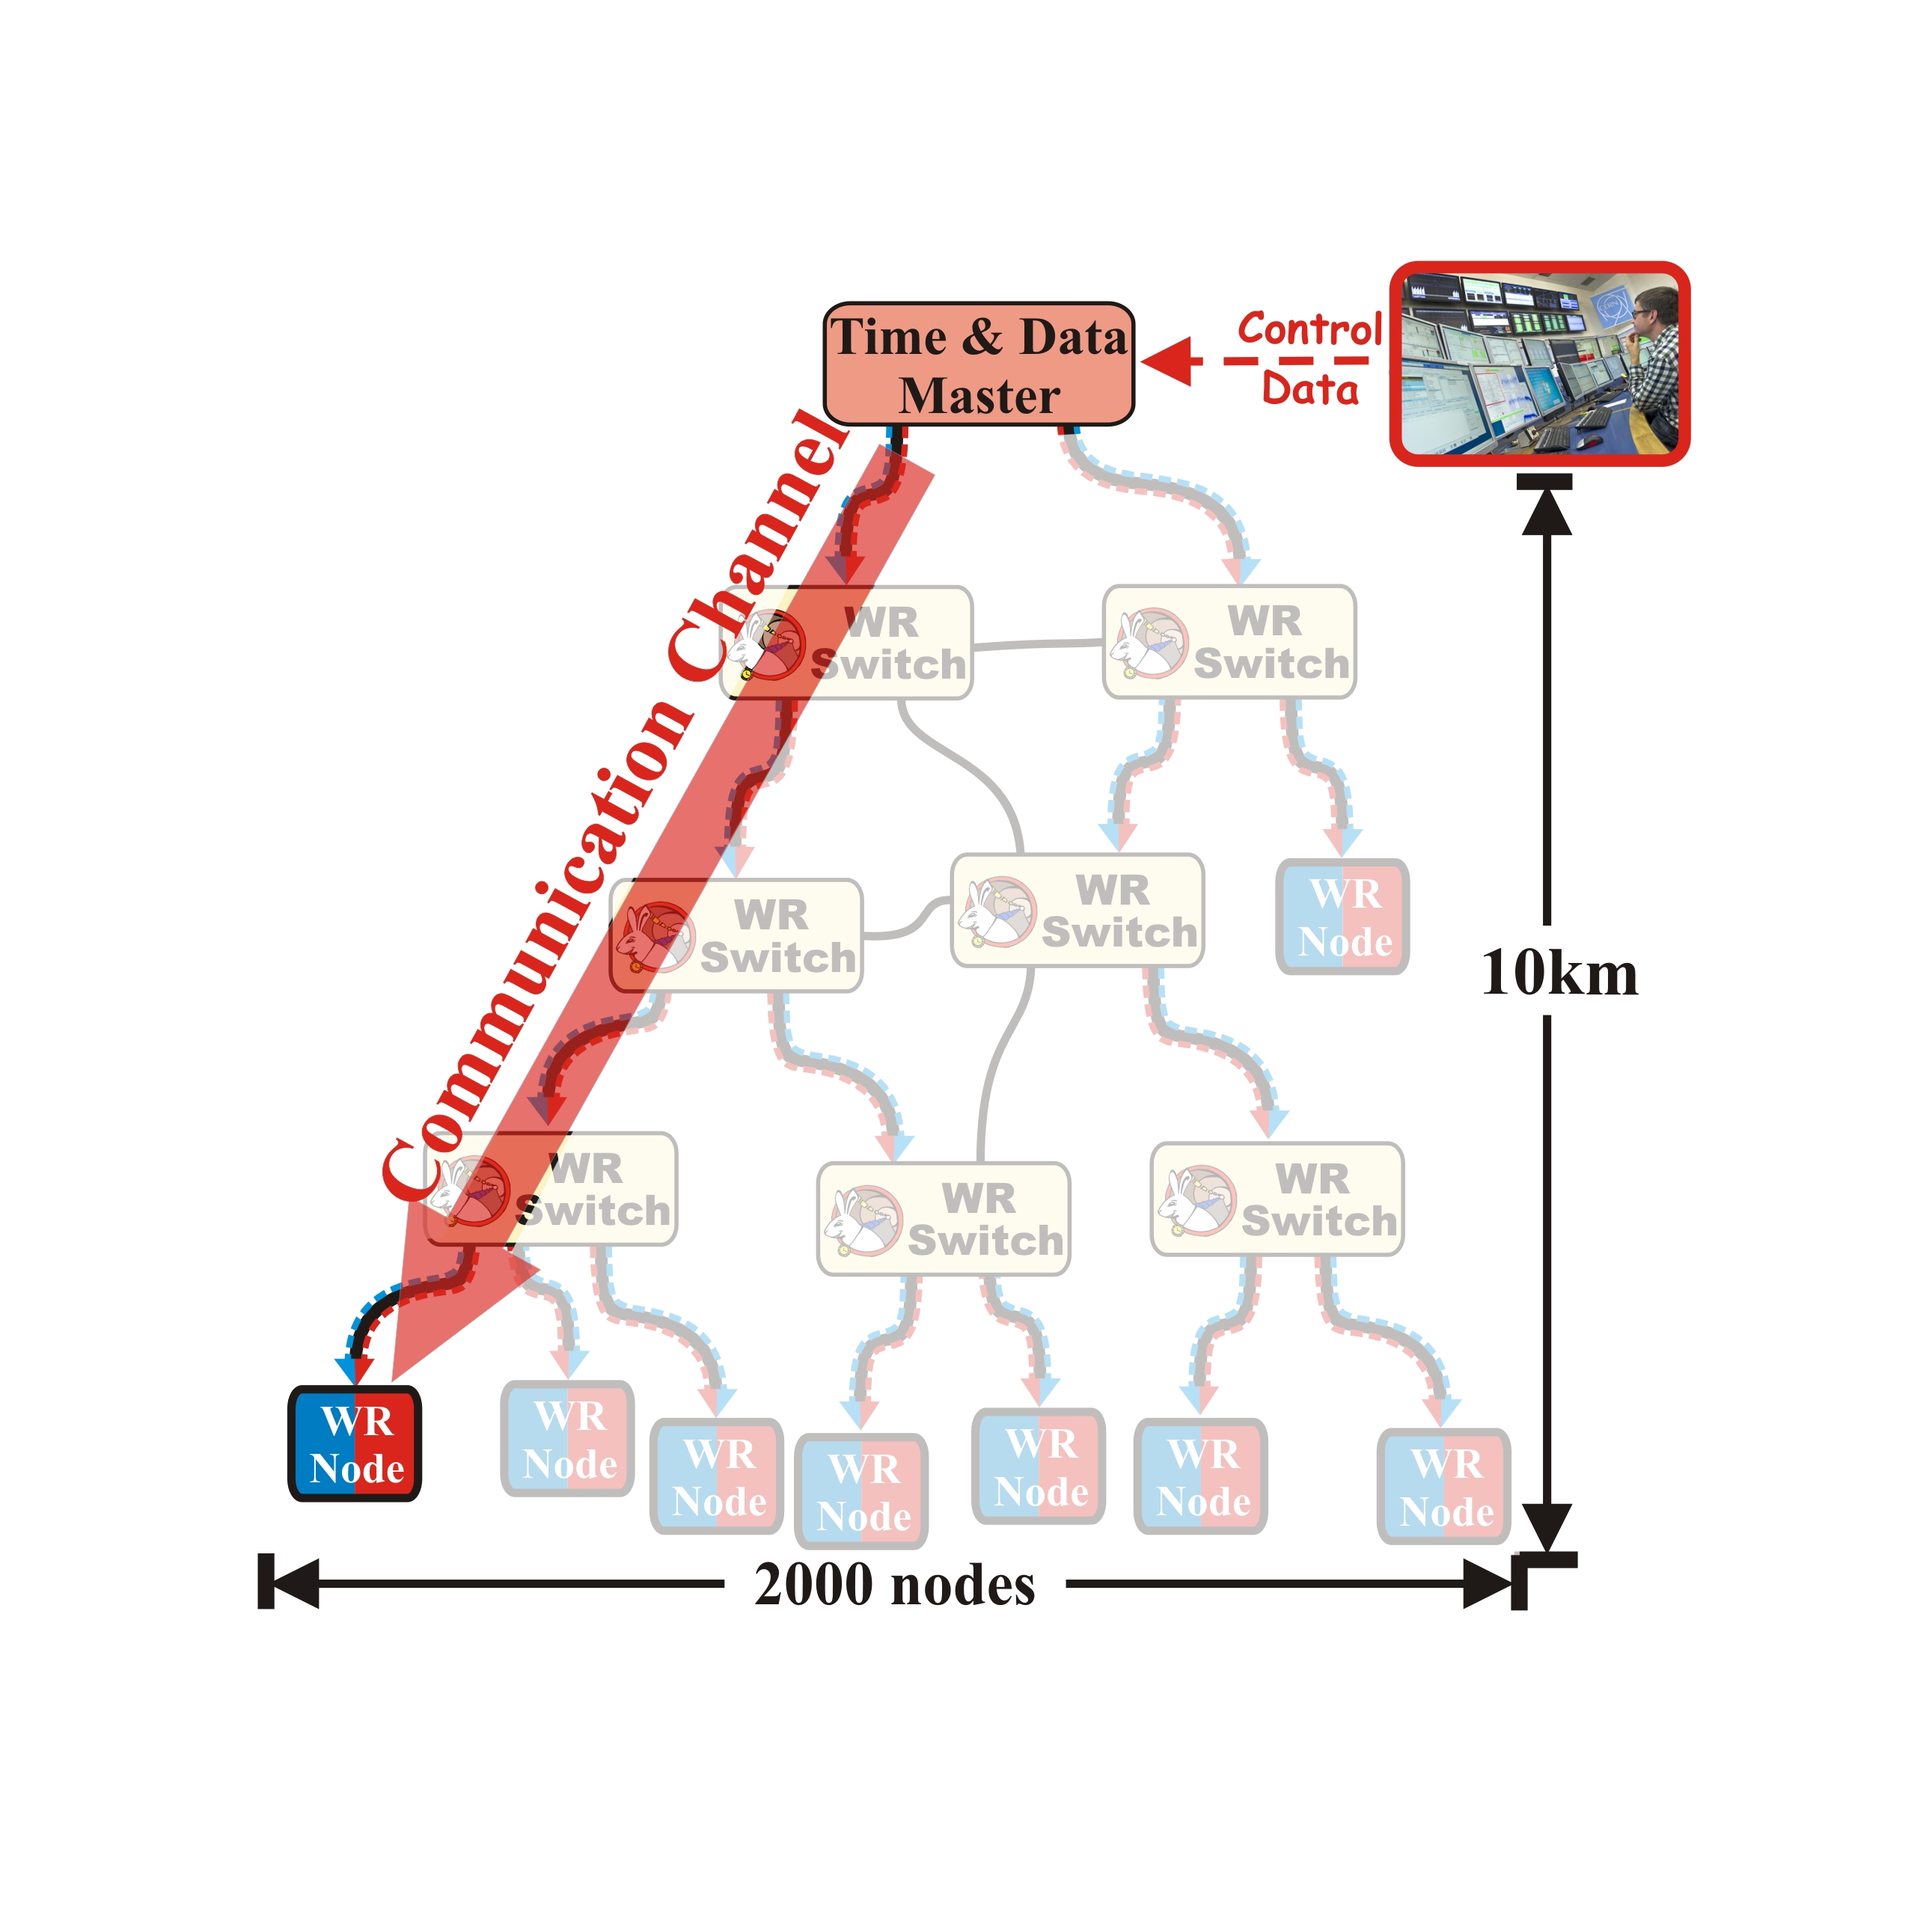 Time & Data
Master
Control
Data
Communication Channel
WR
Switch
WR
Switch
WR
Switch
WR
Switch
WR
Node
10km
WR
Switch
WR
Switch
WR
Switch
WR
Node
WR
Node
WR
Node
WR
Node
WR
Node
WR
Node
WR
Node
2000 nodes